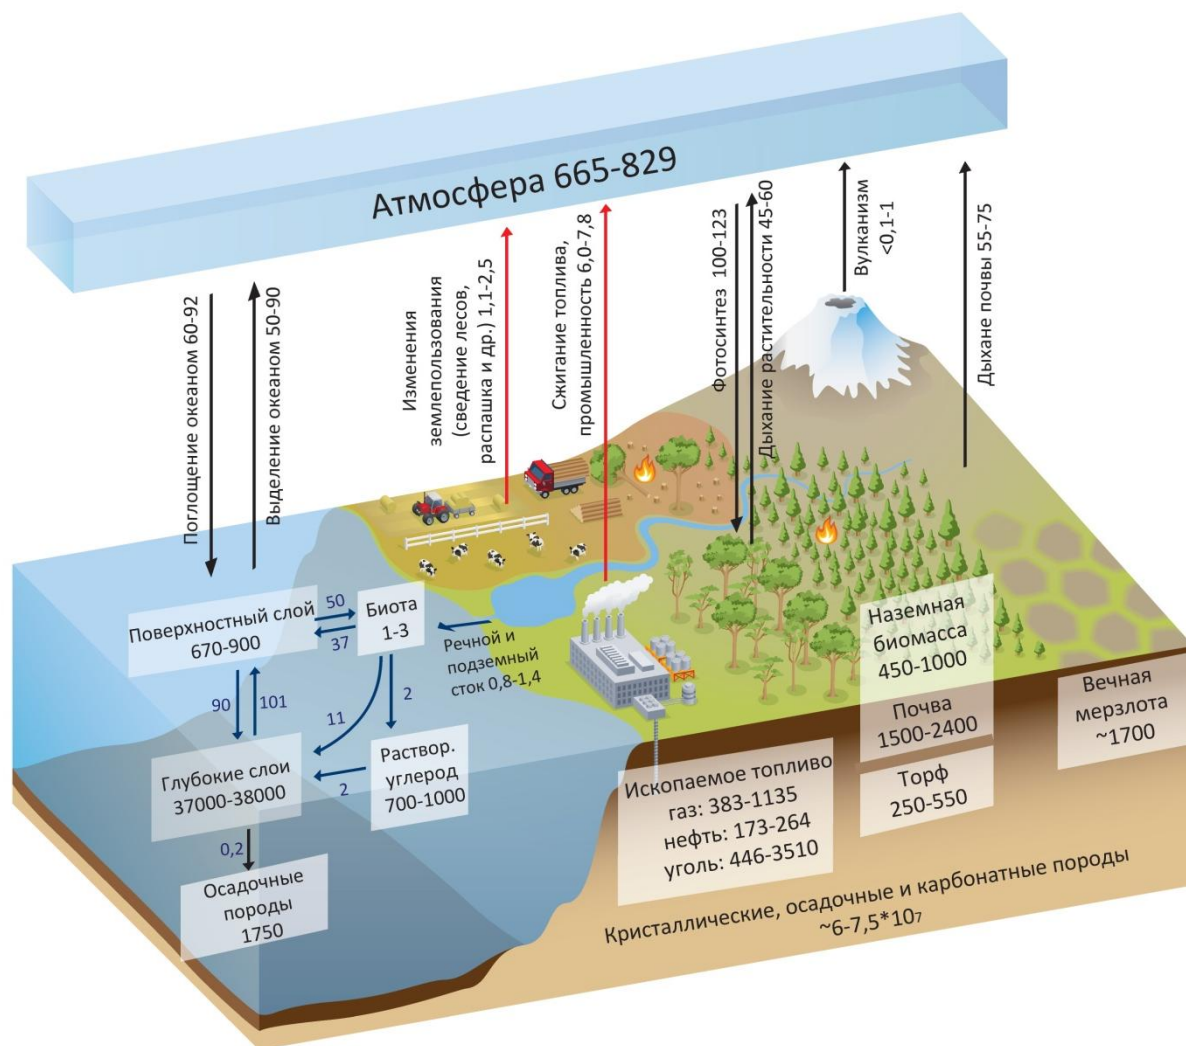 Атмосфера 665-829
Поглощение океаном 60-92
Выделение океаном 50-90
Изменения
землепользования
(сведение лесов,
распашка и др.) 1,1-2,5
Сжигание топлива,
промышленность 6,0-7,8
Фотосинтез 100-123
Дыхание растительности 45-60
Вулканизм
<0,1-1
Дыхане почвы 55-75
Поверхностный слой
670-900
50
37
Биота
1-3
Речной и
подземный
сток 0,8-1,4
90
101
11
2
Глубокие слои
37000-38000
2
Раствор.
углерод
700-1000
0,2
Осадочные
породы
1750
Наземная
биомасса
450-1000
Почва
1500-2400
Торф
250-550
Вечная
мерзлота
~1700
Ископаемое топливо
газ: 383-1135
нефть: 173-264
уголь: 446-3510
Кристаллические, осадочные и карбонатные породы
~6-7,5*10₇